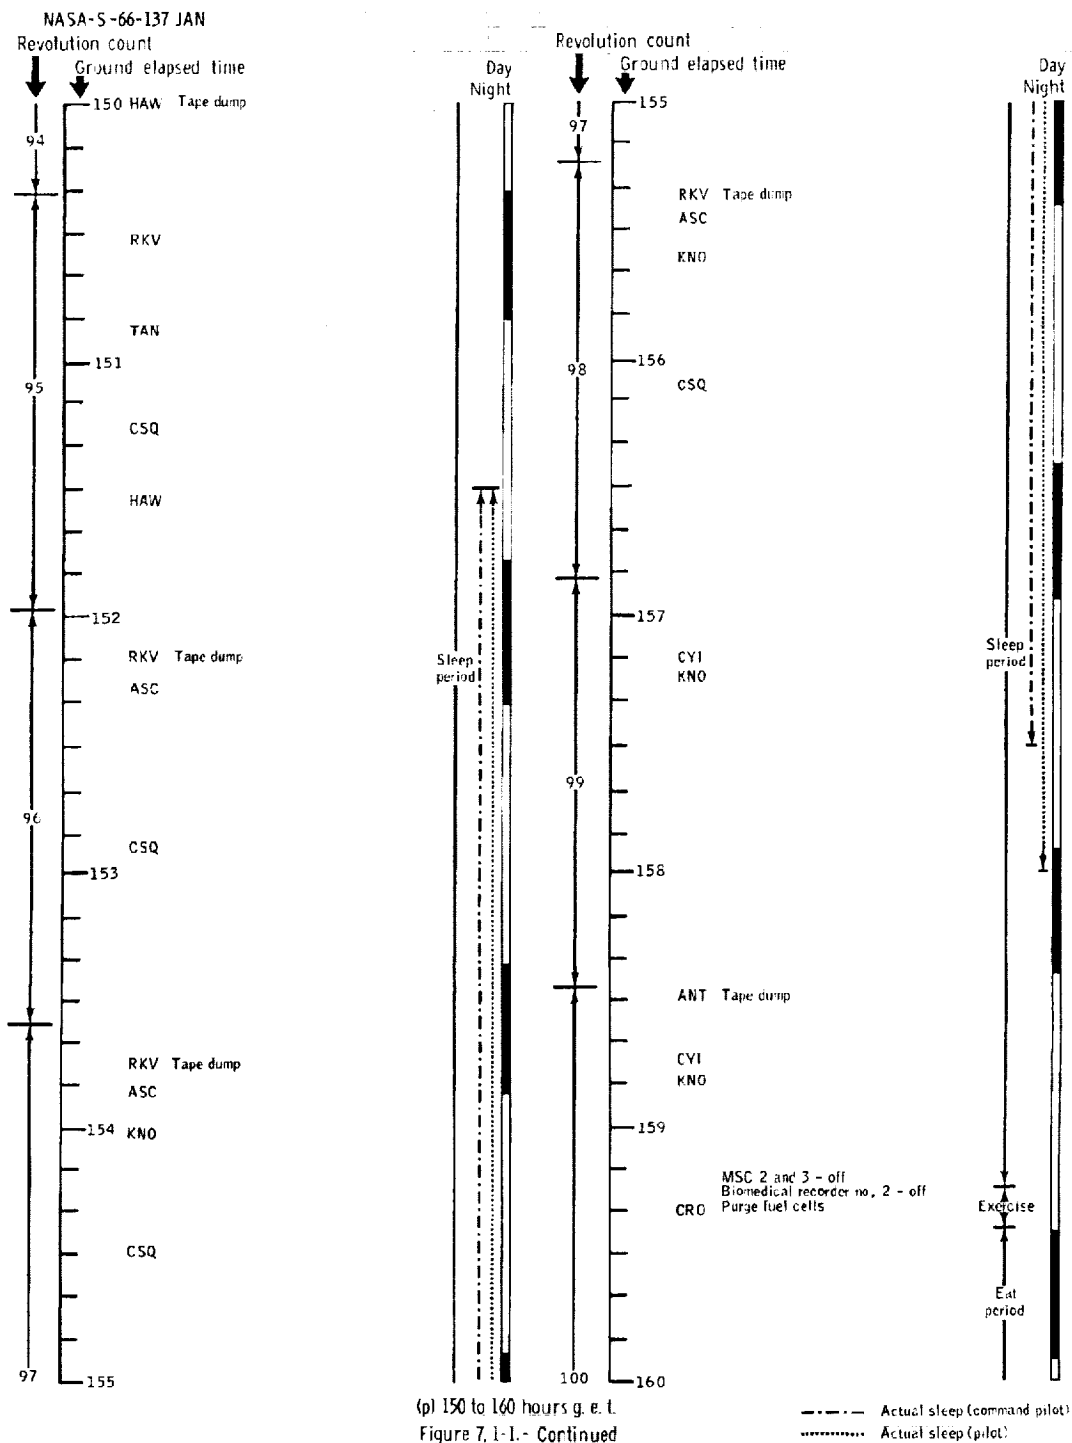 NASA-S-66-137 JAN
Revolution count
Ground elapsed time
Day
Night
150 HAW Tape dump
94
RKV
TAN
151
95
CSQ
HAW
152
RKV Tape dump
ASC
Sleep
period
96
CSQ
153
RKV Tape dump
ASC
154
KNO
CSQ
97
155
Revolution count
Ground elapsed time
Day
Night
155
97
RKV Tape dump
ASC
KNO
156
98
CSQ
157
Sleep
period
CYI
KNO
99
158
ANT Tape dump
CYI
KNO
159
MSC 2 and 3 - off
Biomedical recorder no. 2 - off
CRO Purge fuel cells
Exercise
Eat
period
100
160
(p) 150 to 160 hours g. e. t.
Figure 7. 1-1. - Continued
Actual sleep (command pilot)
Actual sleep (pilot)